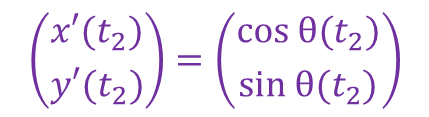 (x′(t₂)) = (cos θ(t₂))
(y′(t₂)) (sin θ(t₂))